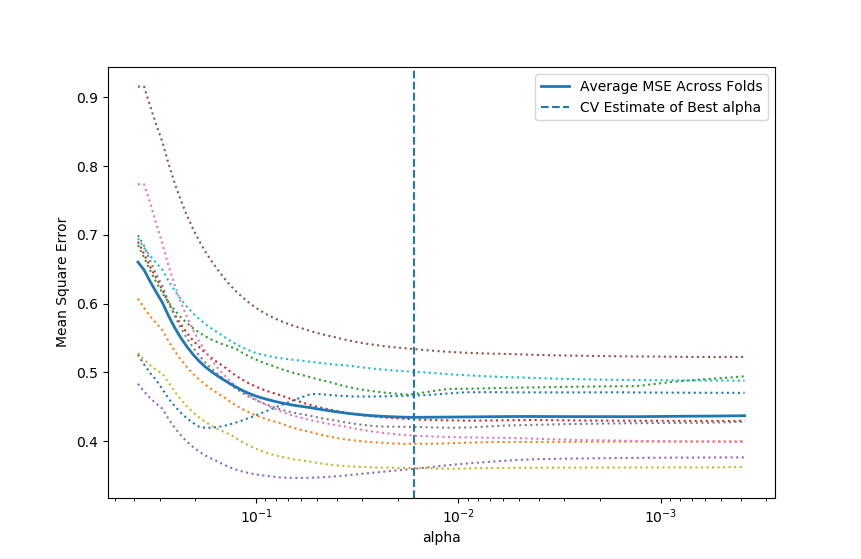 Average MSE Across Folds
CV Estimate of Best alpha
Mean Square Error
0.9
0.8
0.7
0.6
0.5
0.4
10⁻¹
10⁻²
10⁻³
alpha